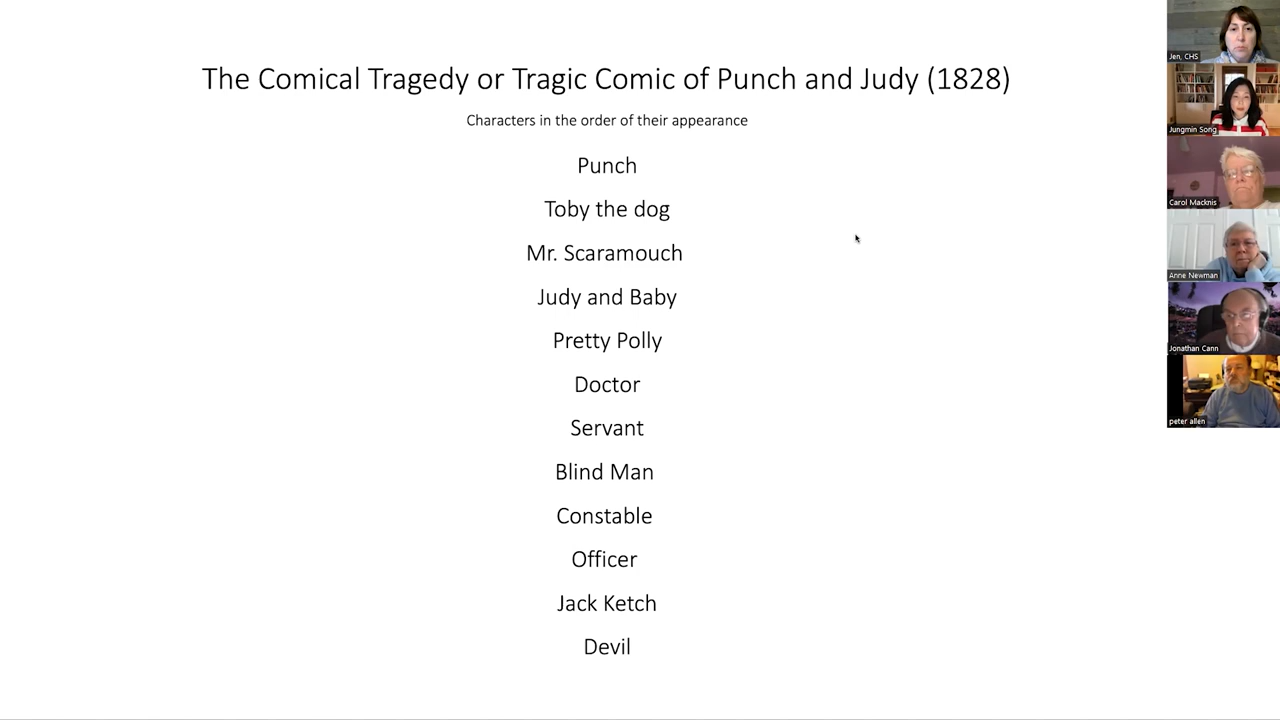 The Comical Tragedy or Tragic Comic of Punch and Judy (1828)
Characters in the order of their appearance
Punch
Toby the dog
Mr. Scaramouch
Judy and Baby
Pretty Polly
Doctor
Servant
Blind Man
Constable
Officer
Jack Ketch
Devil
Jen, CHS
Jungmin Song
Carol Macknis
Anne Newman
Jonathan Cann
peter allen